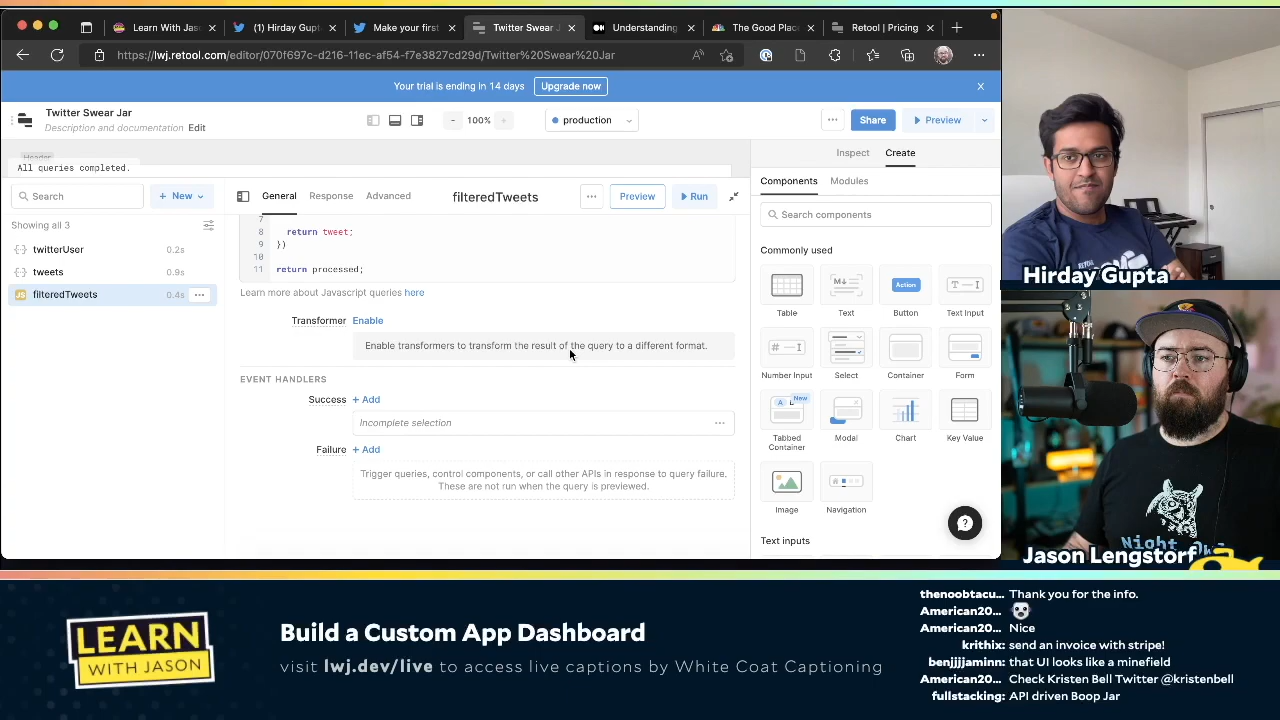 Learn With Jaso
(1) Hirday Gupt
Make your first
Twitter Swear J
Understanding
The Good Plac
Retool | Pricing
https://lwj.retool.com/editor/070f697c-d216-11ec-af54-f7e3827cd29d/Twitter%20Swear%20Jar
Your trial is ending in 14 days
Upgrade now
X
Twitter Swear Jar
Description and documentation Edit
- 100% +
production
Share
Preview
Header
All queries completed.
Inspect
Create
Search
+ New
General
Response
Advanced
filteredTweets
Preview
Run
Components
Modules
Showing all 3
twitterUser 0.2s
tweets 0.9s
filteredTweets 0.4s
7
8 return tweet;
9 })
10
11 return processed;
Learn more about Javascript queries here
Transformer Enable
Enable transformers to transform the result of the query to a different format.
EVENT HANDLERS
Success + Add
Incomplete selection
Failure + Add
Trigger queries, control components, or call other APIs in response to query failure.
These are not run when the query is previewed.
Search components
Commonly used
Action
Table
Text
Button
Text Input
Number Input
Select
Container
Form
New
Tabbed
Container
Modal
Chart
Key Value
Image
Navigation
Text inputs
Hirday Gupta
Night Owl
Jason Lengstorf
LEARN
WITH JASON
Build a Custom App Dashboard
visit lwj.dev/live to access live captions by White Coat Captioning
thenoobtacu... Thank you for the info.
American20...
American20... Nice
krithix: send an invoice with stripe!
benjjjjaminn: that UI looks like a minefield
American20... Check Kristen Bell Twitter @kristenbell
fullstacking: API driven Boop Jar